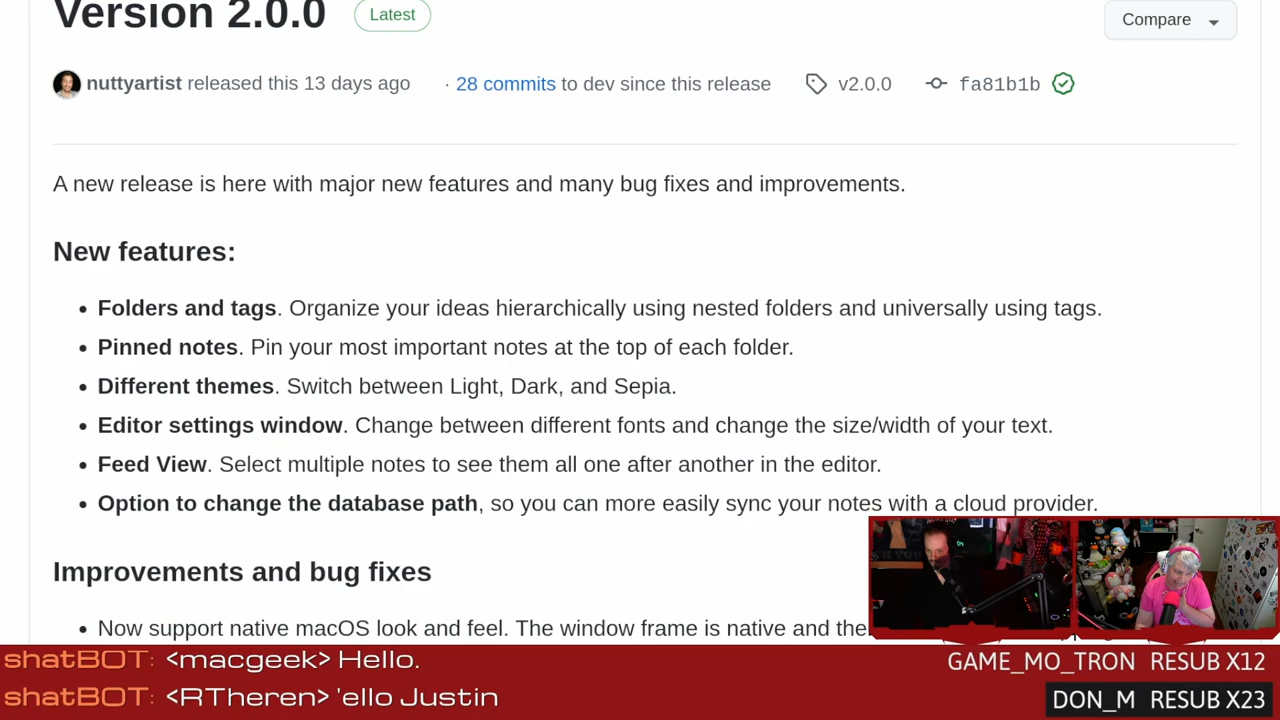 Version 2.0.0 Latest
Compare
nuttyartist released this 13 days ago · 28 commits to dev since this release v2.0.0 fa81b1b
A new release is here with major new features and many bug fixes and improvements.
New features:
• Folders and tags. Organize your ideas hierarchically using nested folders and universally using tags.
• Pinned notes. Pin your most important notes at the top of each folder.
• Different themes. Switch between Light, Dark, and Sepia.
• Editor settings window. Change between different fonts and change the size/width of your text.
• Feed View. Select multiple notes to see them all one after another in the editor.
• Option to change the database path, so you can more easily sync your notes with a cloud provider.
Improvements and bug fixes
• Now support native macOS look and feel. The window frame is native and the
shatBOT: <macgeek> Hello.
shatBOT: <RTheren> 'ello Justin
GAME_MO_TRON RESUB X12
DON_M RESUB X23